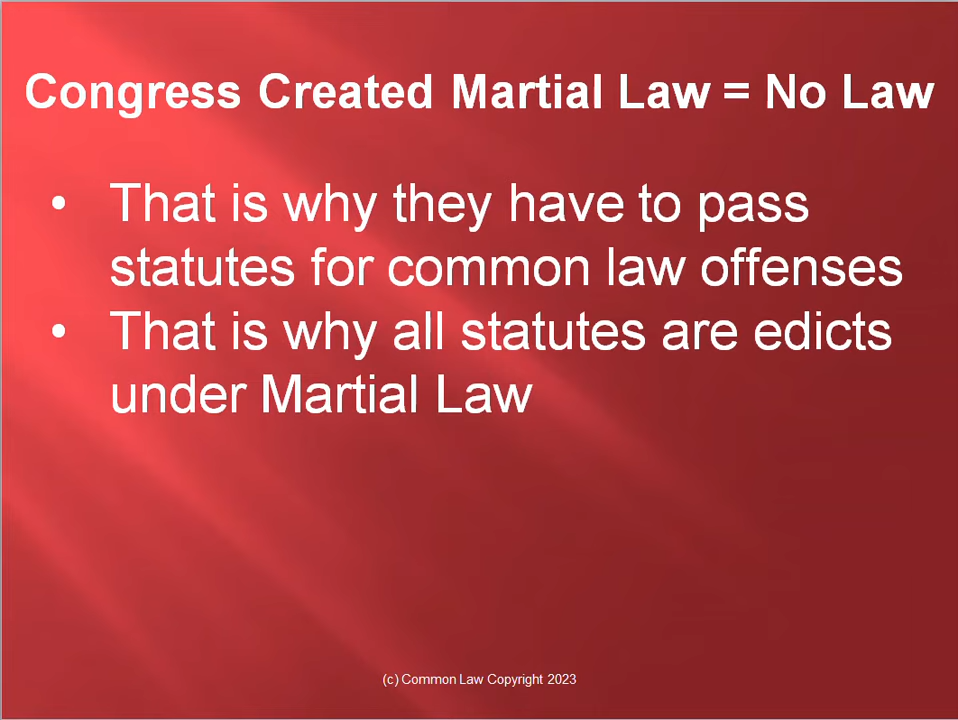 Congress Created Martial Law = No Law
• That is why they have to pass
statutes for common law offenses
• That is why all statutes are edicts
under Martial Law
(c) Common Law Copyright 2023